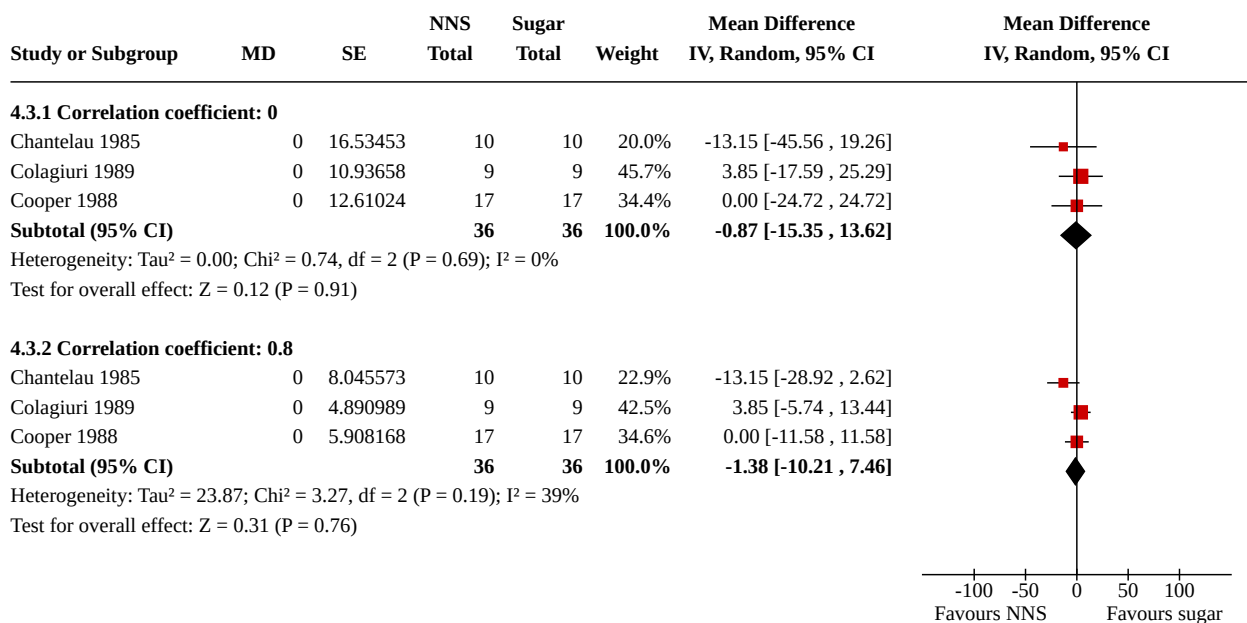 NNS Sugar Mean Difference Mean Difference
Study or Subgroup MD SE Total Total Weight IV, Random, 95% CI IV, Random, 95% CI
4.3.1 Correlation coefficient: 0
Chantelau 1985 0 16.53453 10 10 20.0% -13.15 [-45.56 , 19.26]
Colagiuri 1989 0 10.93658 9 9 45.7% 3.85 [-17.59 , 25.29]
Cooper 1988 0 12.61024 17 17 34.4% 0.00 [-24.72 , 24.72]
Subtotal (95% CI) 36 36 100.0% -0.87 [-15.35 , 13.62]
Heterogeneity: Tau² = 0.00; Chi² = 0.74, df = 2 (P = 0.69); I² = 0%
Test for overall effect: Z = 0.12 (P = 0.91)
4.3.2 Correlation coefficient: 0.8
Chantelau 1985 0 8.045573 10 10 22.9% -13.15 [-28.92 , 2.62]
Colagiuri 1989 0 4.890989 9 9 42.5% 3.85 [-5.74 , 13.44]
Cooper 1988 0 5.908168 17 17 34.6% 0.00 [-11.58 , 11.58]
Subtotal (95% CI) 36 36 100.0% -1.38 [-10.21 , 7.46]
Heterogeneity: Tau² = 23.87; Chi² = 3.27, df = 2 (P = 0.19); I² = 39%
Test for overall effect: Z = 0.31 (P = 0.76)
-100 -50 0 50 100
Favours NNS Favours sugar